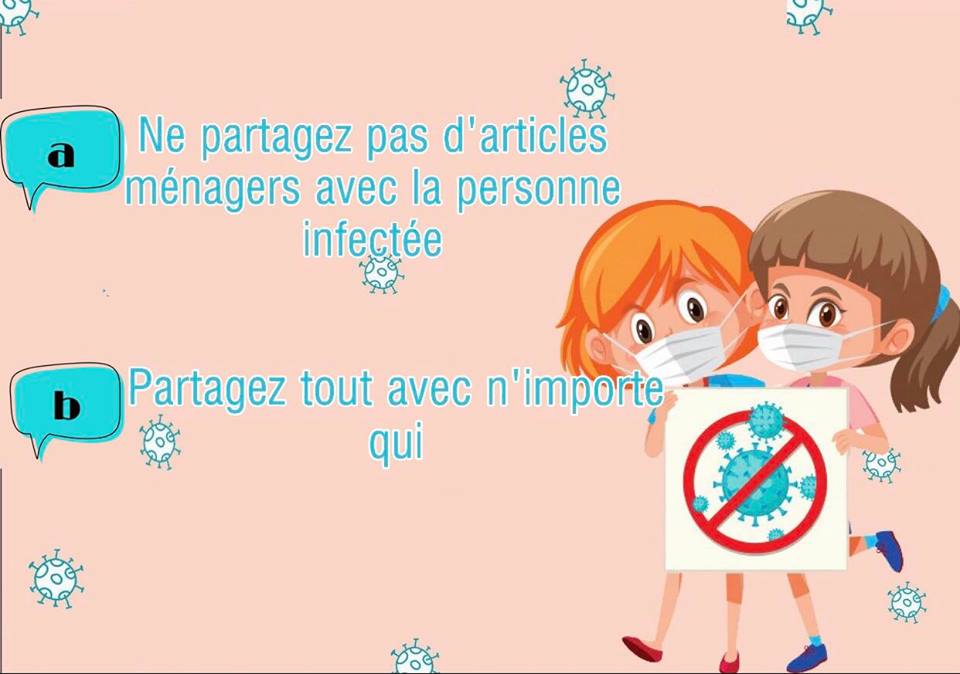 a
Ne partagez pas d'articles
ménagers avec la personne
infectée
b
Partagez tout avec n'importe
qui